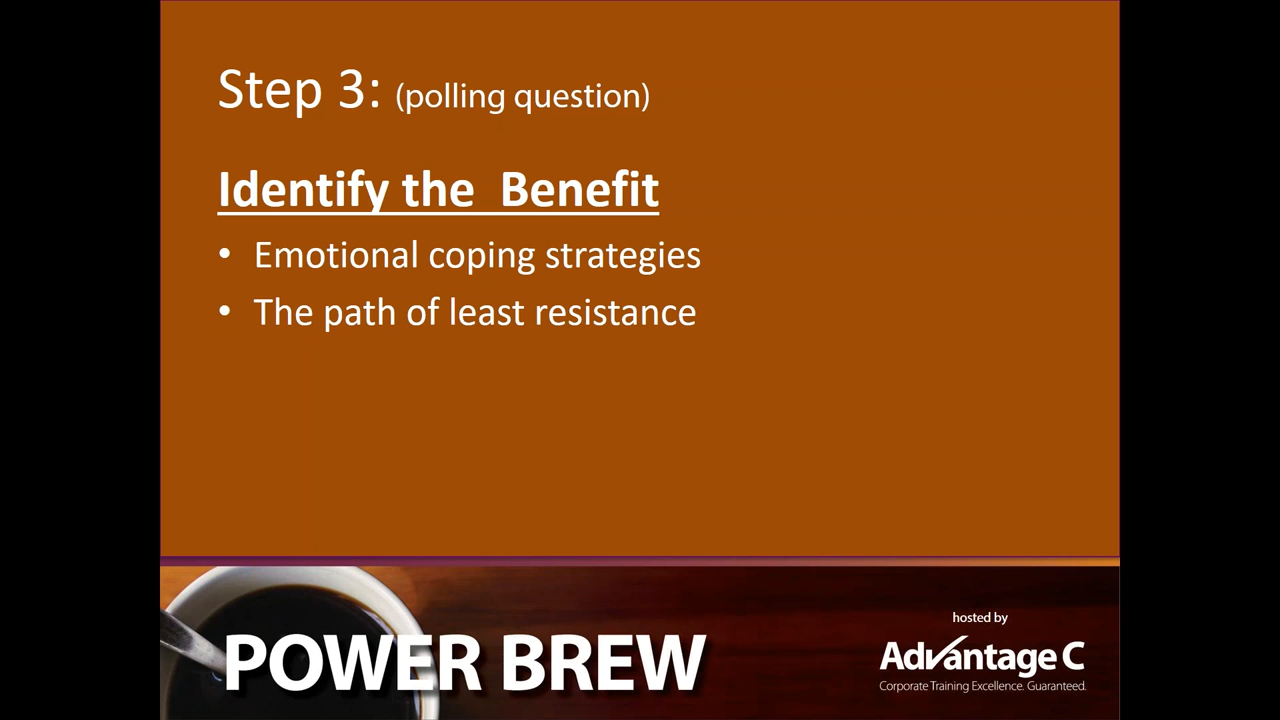 Step 3: (polling question)
Identify the  Benefit
• Emotional coping strategies
• The path of least resistance
hosted by
POWER BREW
Advantage C
Corporate Training Excellence. Guaranteed.